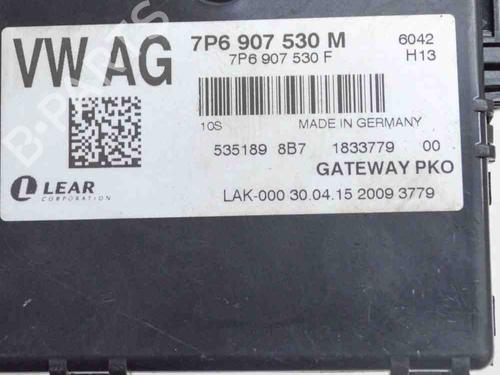 VW AG
7P6 907 530 M
6042
7P6 907 530 F
H13
10S
MADE IN GERMANY
535189 8B7 1833779 00
GATEWAY PKO
LEAR
CORPORATION
LAK-000 30.04.15 2009 3779
B-PARTS